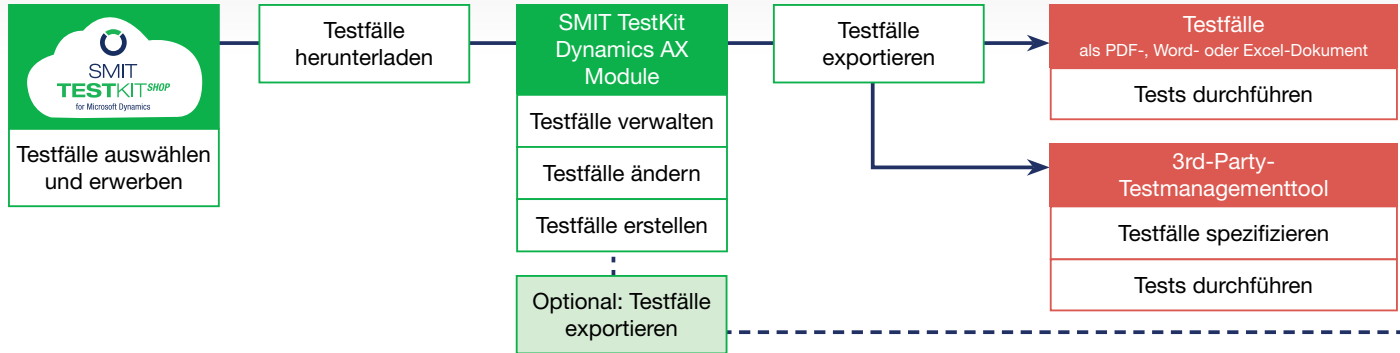 SMIT
TESTKIT SHOP
for Microsoft Dynamics
Testfälle auswählen
und erwerben
Testfälle
herunterladen
SMIT TestKit
Dynamics AX
Module
Testfälle verwalten
Testfälle ändern
Testfälle erstellen
Optional: Testfälle
exportieren
Testfälle
exportieren
Testfälle
als PDF-, Word- oder Excel-Dokument
Tests durchführen
3rd-Party-
Testmanagementtool
Testfälle spezifizieren
Tests durchführen